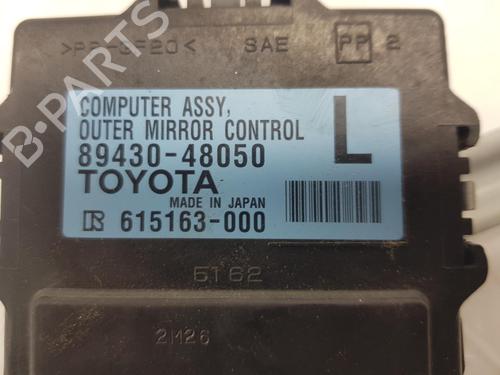 >PP-GF20< SAE PP 2
COMPUTER ASSY,
OUTER MIRROR CONTROL L
89430-48050
TOYOTA
MADE IN JAPAN
615163-000
5162
2M26